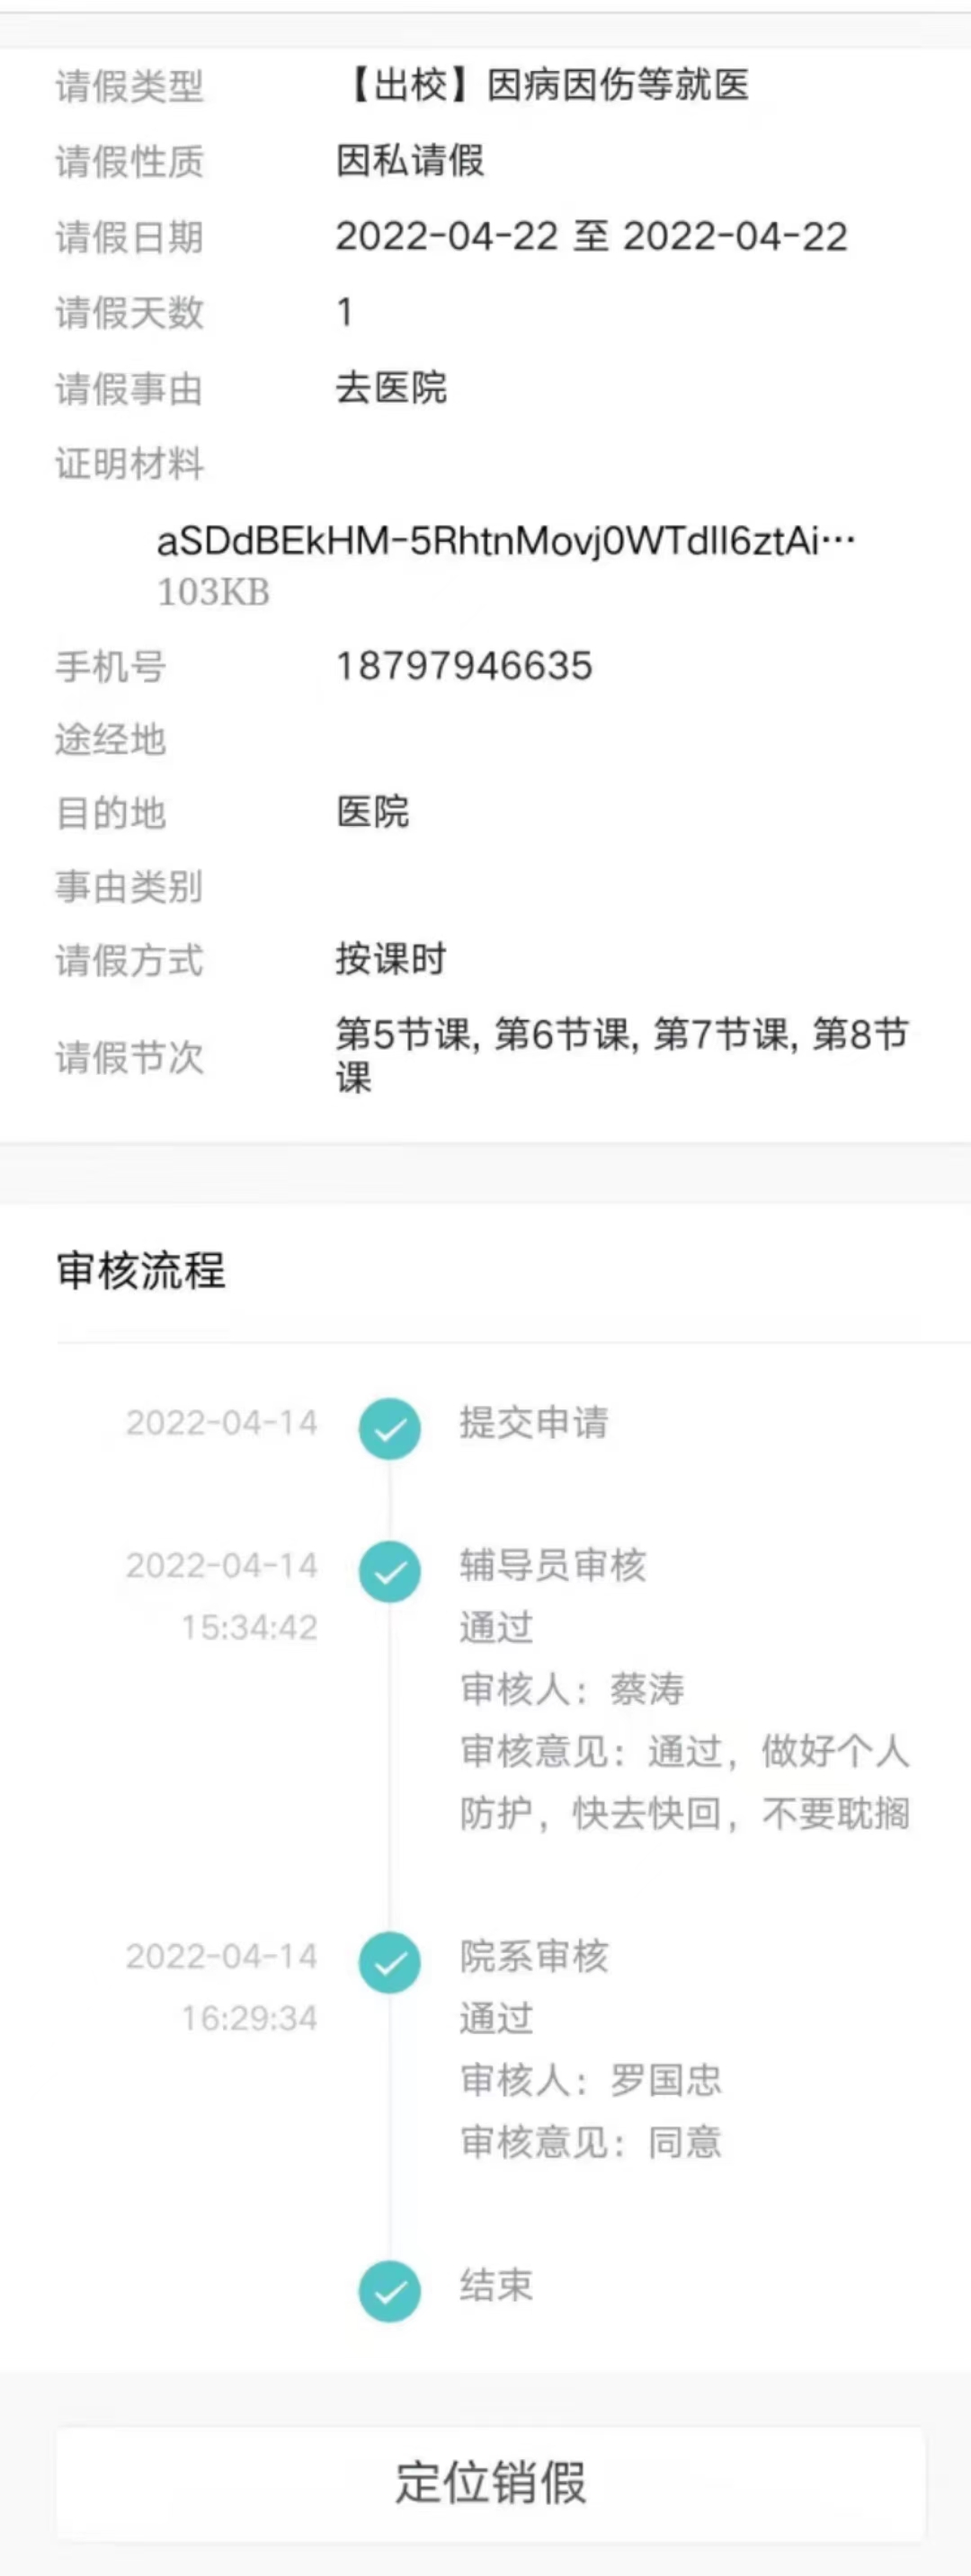 请假类型 【出校】因病因伤等就医
请假性质 因私请假
请假日期 2022-04-22 至 2022-04-22
请假天数 1
请假事由 去医院
证明材料
aSDdBEkHM-5RhtnMovj0WTdII6ztAi···
103KB
手机号 18797946635
途经地
目的地 医院
事由类别
请假方式 按课时
请假节次 第5节课, 第6节课, 第7节课, 第8节
课
审核流程
2022-04-14 提交申请
2022-04-14 辅导员审核
15:34:42 通过
审核人：蔡涛
审核意见：通过，做好个人
防护，快去快回，不要耽搁
2022-04-14 院系审核
16:29:34 通过
审核人：罗国忠
审核意见：同意
结束
定位销假